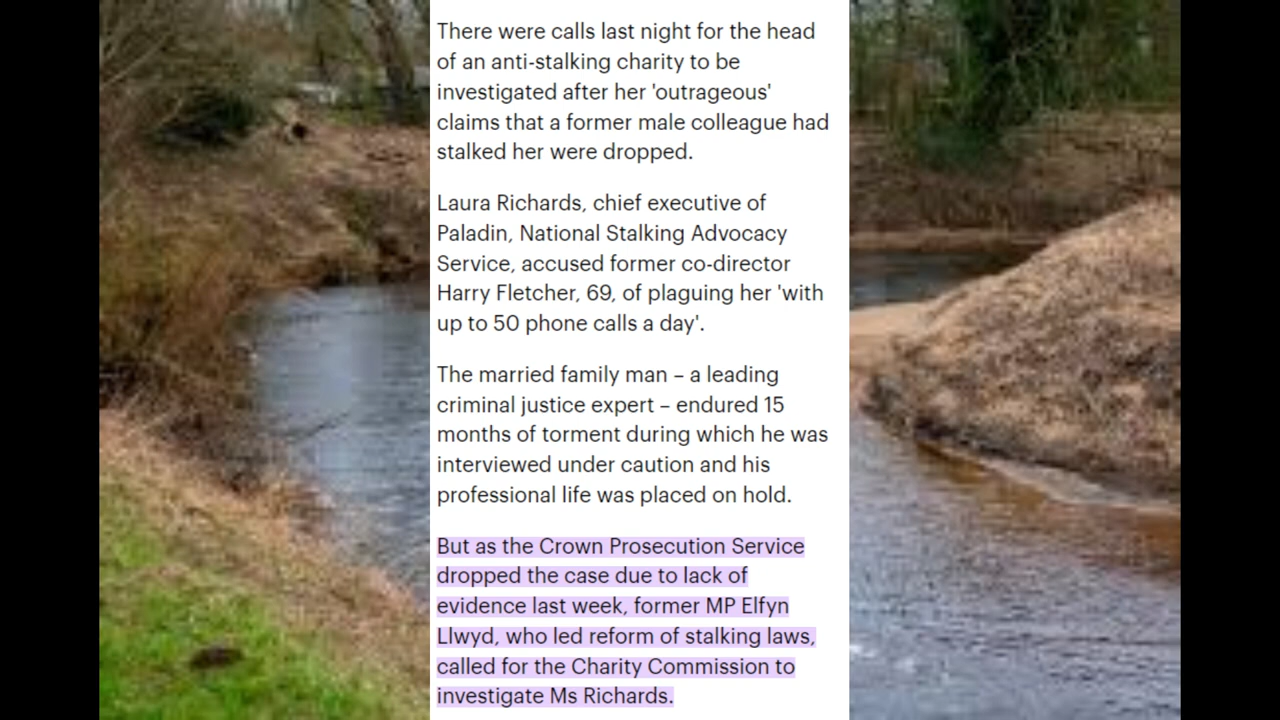 There were calls last night for the head
of an anti-stalking charity to be
investigated after her 'outrageous'
claims that a former male colleague had
stalked her were dropped.
Laura Richards, chief executive of
Paladin, National Stalking Advocacy
Service, accused former co-director
Harry Fletcher, 69, of plaguing her 'with
up to 50 phone calls a day'.
The married family man – a leading
criminal justice expert – endured 15
months of torment during which he was
interviewed under caution and his
professional life was placed on hold.
But as the Crown Prosecution Service
dropped the case due to lack of
evidence last week, former MP Elfyn
Llwyd, who led reform of stalking laws,
called for the Charity Commission to
investigate Ms Richards.